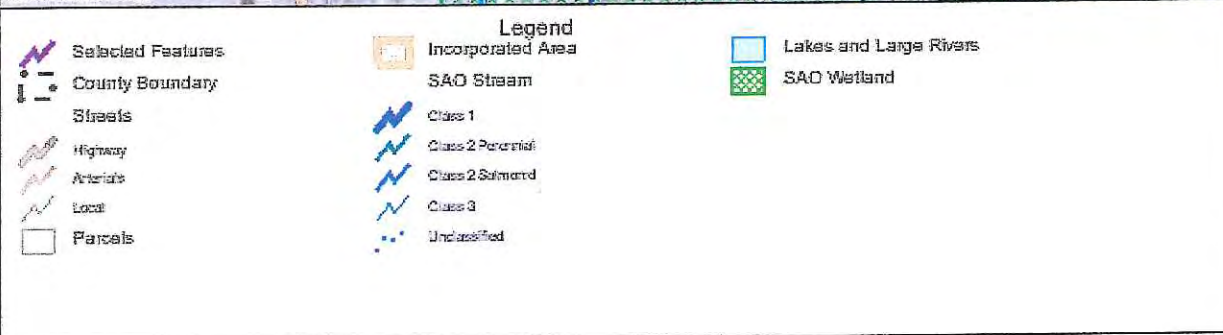 Legend
Selected Features
County Boundary
Streets
Highway
Arterials
Local
Parcels
Incorporated Area
SAO Stream
Class 1
Class 2 Perennial
Class 2 Salmonid
Class 3
Unclassified
Lakes and Large Rivers
SAO Wetland